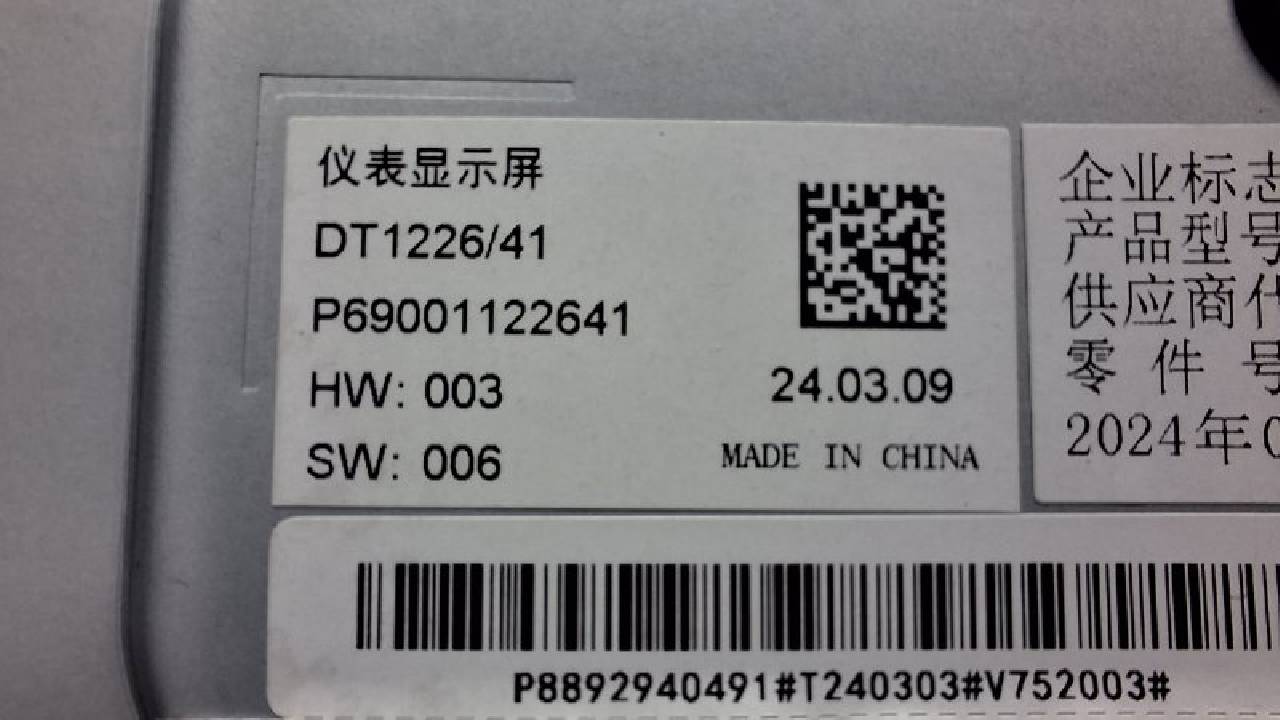 仪表显示屏
DT1226/41
P69001122641
HW: 003
SW: 006
24.03.09
MADE IN CHINA
企业标志
产品型号
供应商代
零件号
2024年0
P8892940491#T240303#V752003#